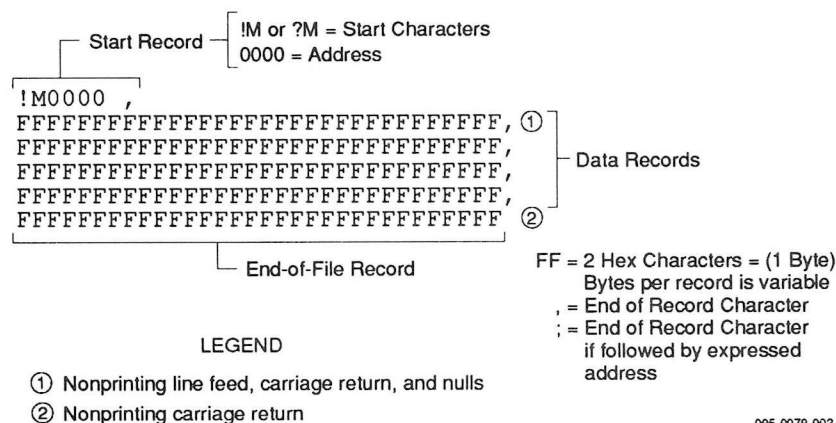 Start Record
!M or ?M = Start Characters
0000 = Address
!M0000 ,
FFFFFFFFFFFFFFFFFFFFFFFFFFFFFFFF, ①
FFFFFFFFFFFFFFFFFFFFFFFFFFFFFFFF,
FFFFFFFFFFFFFFFFFFFFFFFFFFFFFFFF,
FFFFFFFFFFFFFFFFFFFFFFFFFFFFFFFF,
FFFFFFFFFFFFFFFFFFFFFFFFFFFFFFFF ②
Data Records
End-of-File Record
FF = 2 Hex Characters = (1 Byte)
Bytes per record is variable
, = End of Record Character
; = End of Record Character
if followed by expressed
address
LEGEND
① Nonprinting line feed, carriage return, and nulls
② Nonprinting carriage return